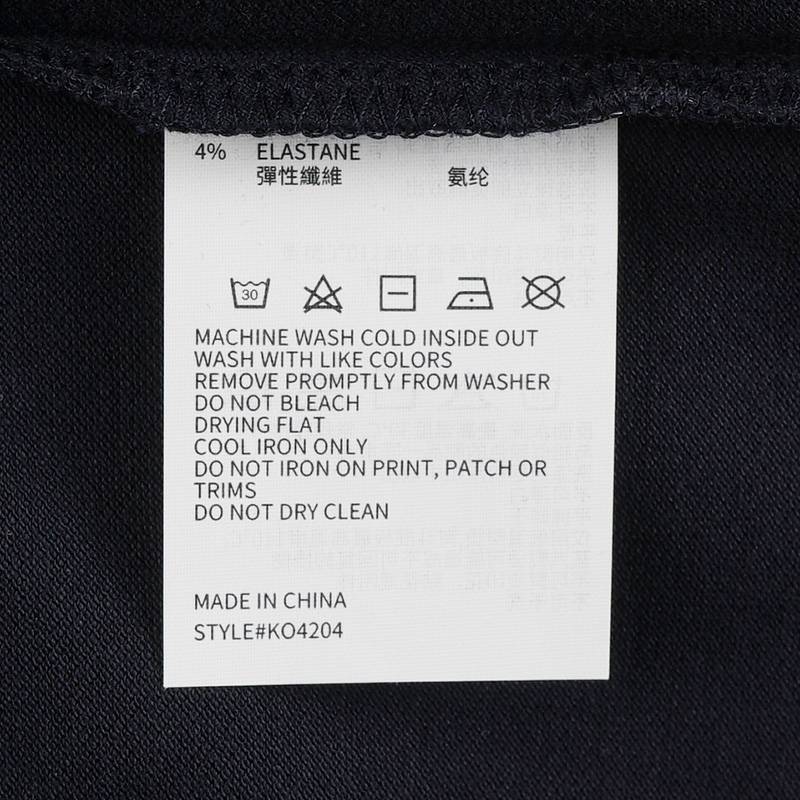 4% ELASTANE
彈性纖維 氨纶
30
MACHINE WASH COLD INSIDE OUT
WASH WITH LIKE COLORS
REMOVE PROMPTLY FROM WASHER
DO NOT BLEACH
DRYING FLAT
COOL IRON ONLY
DO NOT IRON ON PRINT, PATCH OR
TRIMS
DO NOT DRY CLEAN
MADE IN CHINA
STYLE#KO4204